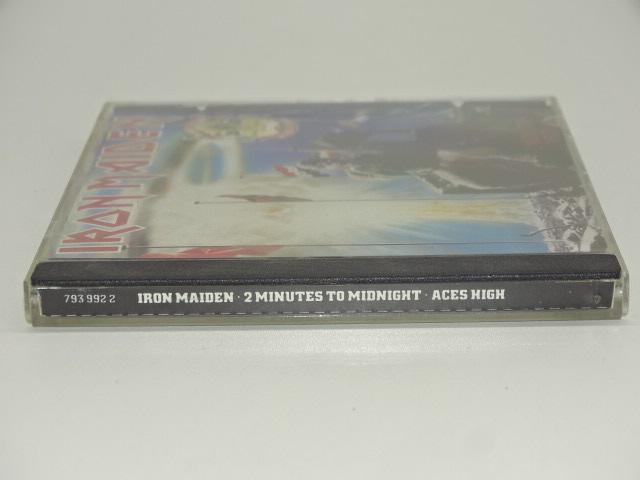 IRON MAIDEN
793 992 2 IRON MAIDEN · 2 MINUTES TO MIDNIGHT · ACES HIGH